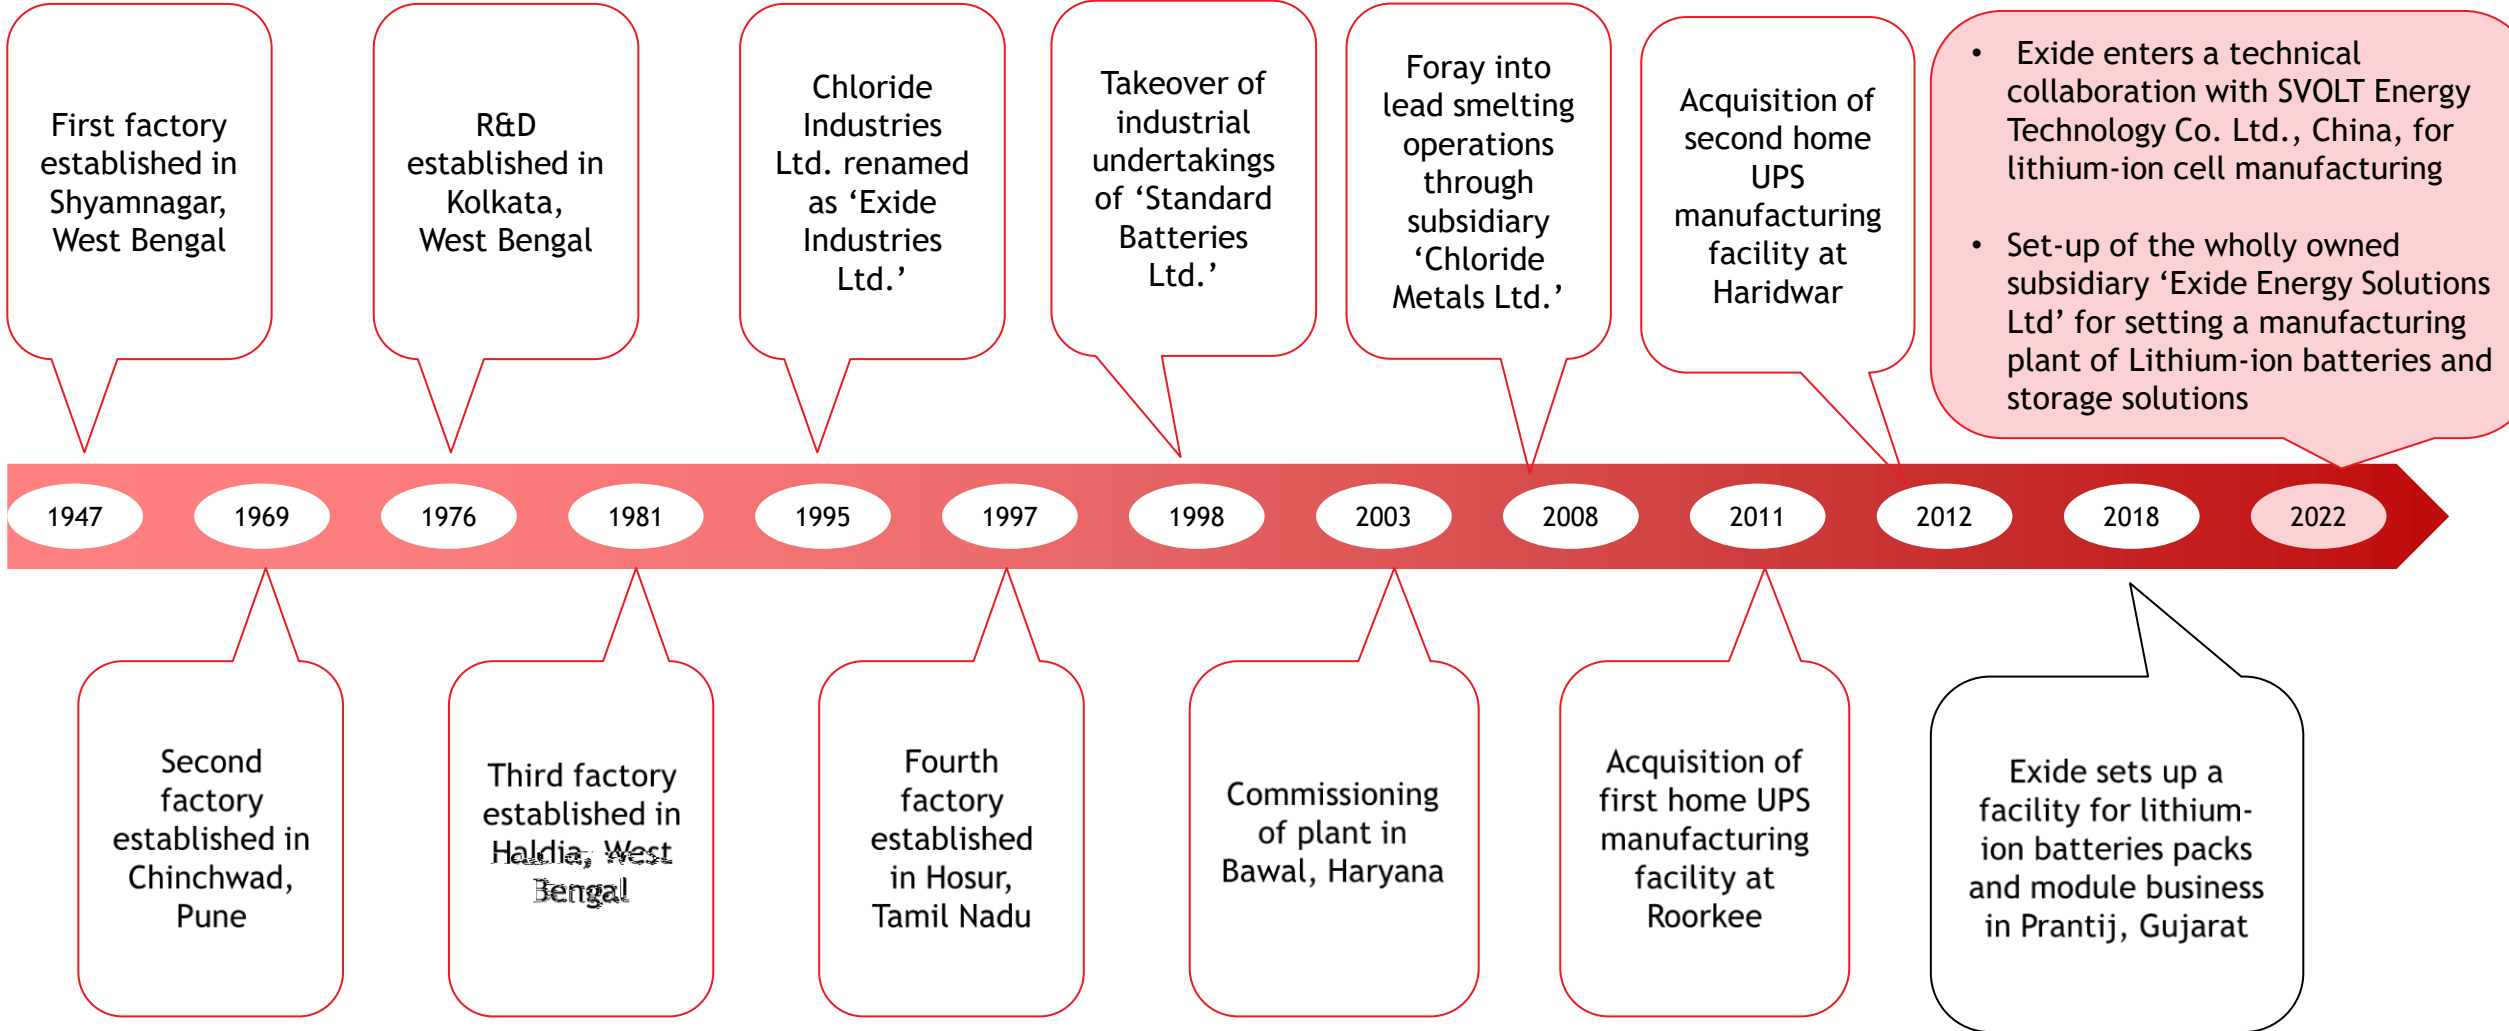 First factory
established in
Shyamnagar,
West Bengal
R&D
established in
Kolkata,
West Bengal
Chloride
Industries
Ltd. renamed
as ‘Exide
Industries
Ltd.’
Takeover of
industrial
undertakings
of ‘Standard
Batteries
Ltd.’
Foray into
lead smelting
operations
through
subsidiary
‘Chloride
Metals Ltd.’
Acquisition of
second home
UPS
manufacturing
facility at
Haridwar
• Exide enters a technical
collaboration with SVOLT Energy
Technology Co. Ltd., China, for
lithium-ion cell manufacturing
• Set-up of the wholly owned
subsidiary ‘Exide Energy Solutions
Ltd’ for setting a manufacturing
plant of Lithium-ion batteries and
storage solutions
1947 1969 1976 1981 1995 1997 1998 2003 2008 2011 2012 2018 2022
Second
factory
established in
Chinchwad,
Pune
Third factory
established in
Haldia, West
Bengal
Fourth
factory
established
in Hosur,
Tamil Nadu
Commissioning
of plant in
Bawal, Haryana
Acquisition of
first home UPS
manufacturing
facility at
Roorkee
Exide sets up a
facility for lithium-
ion batteries packs
and module business
in Prantij, Gujarat